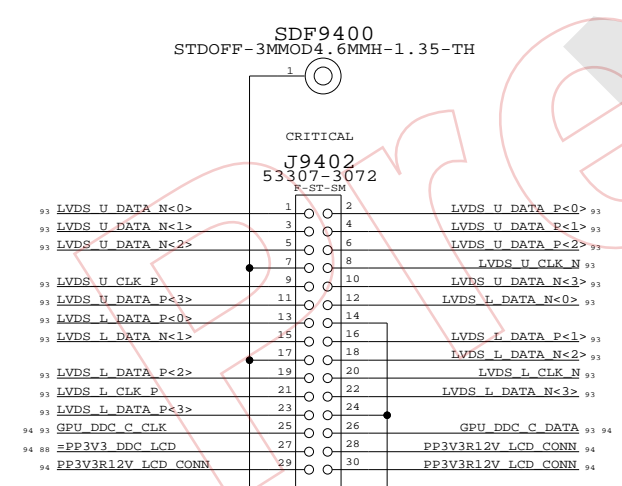 SDF9400
STDOFF-3MMOD4.6MMH-1.35-TH
1
CRITICAL
J9402
53307-3072
F-ST-SM
93 LVDS_U_DATA_N<0> 1 2 LVDS_U_DATA_P<0> 93
93 LVDS_U_DATA_N<1> 3 4 LVDS_U_DATA_P<1> 93
93 LVDS_U_DATA_N<2> 5 6 LVDS_U_DATA_P<2> 93
7 8 LVDS_U_CLK_N 93
93 LVDS_U_CLK_P 9 10 LVDS_U_DATA_N<3> 93
93 LVDS_U_DATA_P<3> 11 12 LVDS_L_DATA_N<0> 93
93 LVDS_L_DATA_P<0> 13 14
93 LVDS_L_DATA_N<1> 15 16 LVDS_L_DATA_P<1> 93
17 18 LVDS_L_DATA_N<2> 93
93 LVDS_L_DATA_P<2> 19 20 LVDS_L_CLK_N 93
93 LVDS_L_CLK_P 21 22 LVDS_L_DATA_N<3> 93
93 LVDS_L_DATA_P<3> 23 24
94 93 GPU_DDC_C_CLK 25 26 GPU_DDC_C_DATA 93 94
94 88 =PP3V3_DDC_LCD 27 28 PP3V3R12V_LCD_CONN 94
94 PP3V3R12V_LCD_CONN 29 30 PP3V3R12V_LCD_CONN 94
Pre